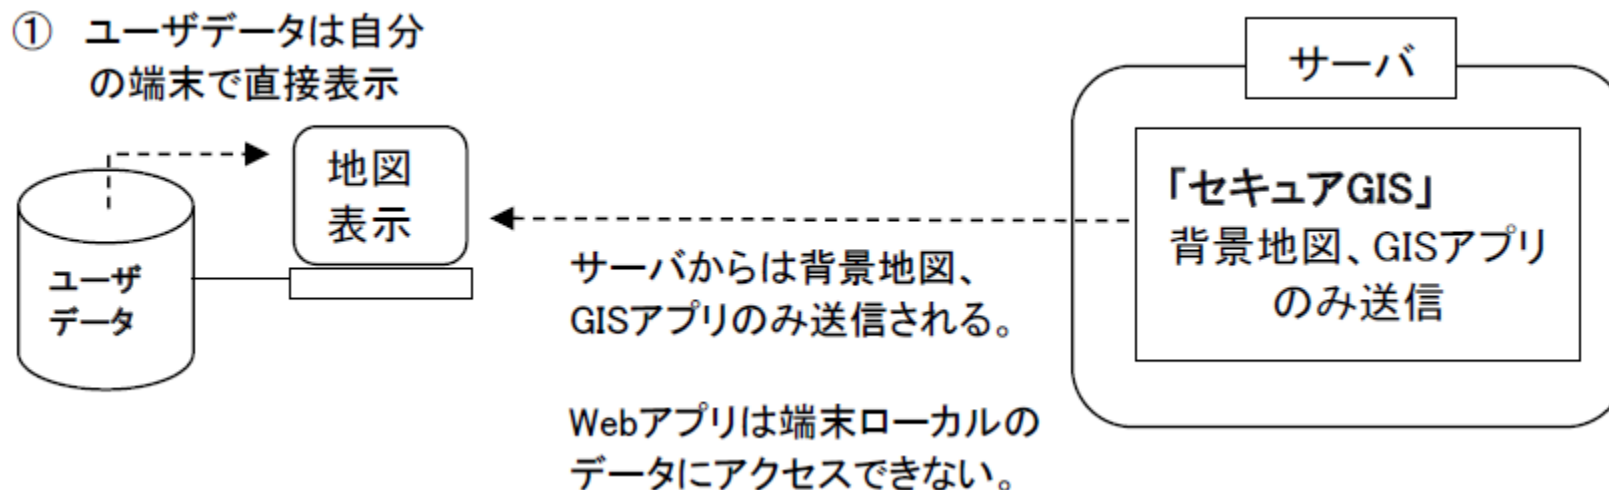 ① ユーザデータは自分
の端末で直接表示
サーバ
地図
表示
「セキュアGIS」
背景地図、GISアプリ
のみ送信
ユーザ
データ
サーバからは背景地図、
GISアプリのみ送信される。
Webアプリは端末ローカルの
データにアクセスできない。